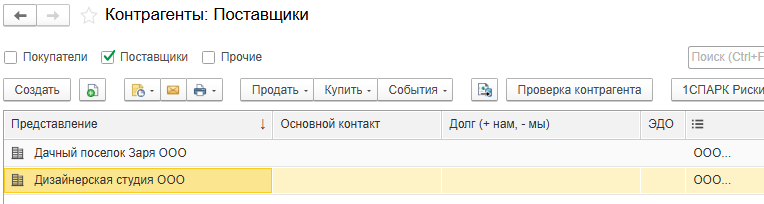 Контрагенты: Поставщики
Покупатели Поставщики Прочие Поиск (Ctrl+F
Создать Продать Купить События Проверка контрагента 1СПАРК Риски
Представление ↓ Основной контакт Долг (+ нам, - мы) ЭДО
Дачный поселок Заря ООО ООО...
Дизайнерская студия ООО ООО...